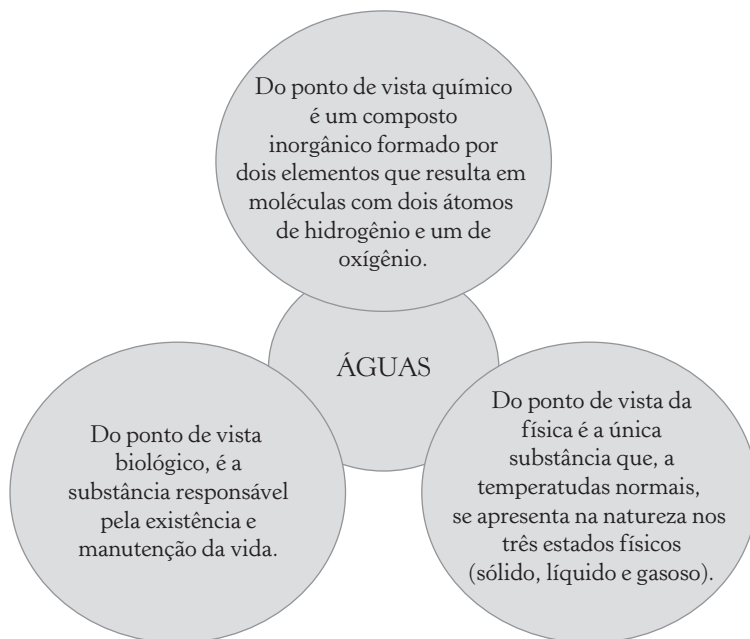 Do ponto de vista químico
é um composto
inorgânico formado por
dois elementos que resulta em
moléculas com dois átomos
de hidrogênio e um de
oxígênio.
ÁGUAS
Do ponto de vista
biológico, é a
substância responsável
pela existência e
manutenção da vida.
Do ponto de vista da
física é a única
substância que, a
temperatudas normais,
se apresenta na natureza nos
três estados físicos
(sólido, líquido e gasoso).